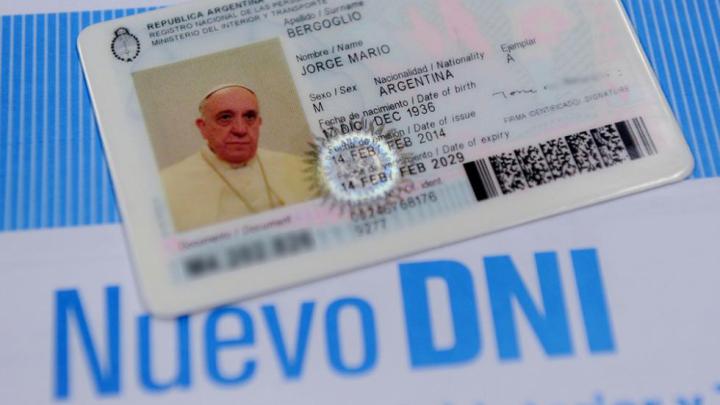 REPUBLICA ARGENTINA
REGISTRO NACIONAL DE LAS PERSONAS
MINISTERIO DEL INTERIOR Y TRANSPORTE
Apellido / Surname
BERGOGLIO
Nombre / Name
JORGE MARIO
Sexo / Sex
M
Nacionalidad / Nationality
ARGENTINA
Ejemplar
A
Fecha de nacimiento / Date of birth
17 DIC/ DEC 1936
Date of issue
14 FEB/ FEB 2014
Date of expiry
14 FEB/ FEB 2029
FIRMA IDENTIFICADO/ SIGNATURE
ident.
9277
Documento / Document
Nuevo DNI